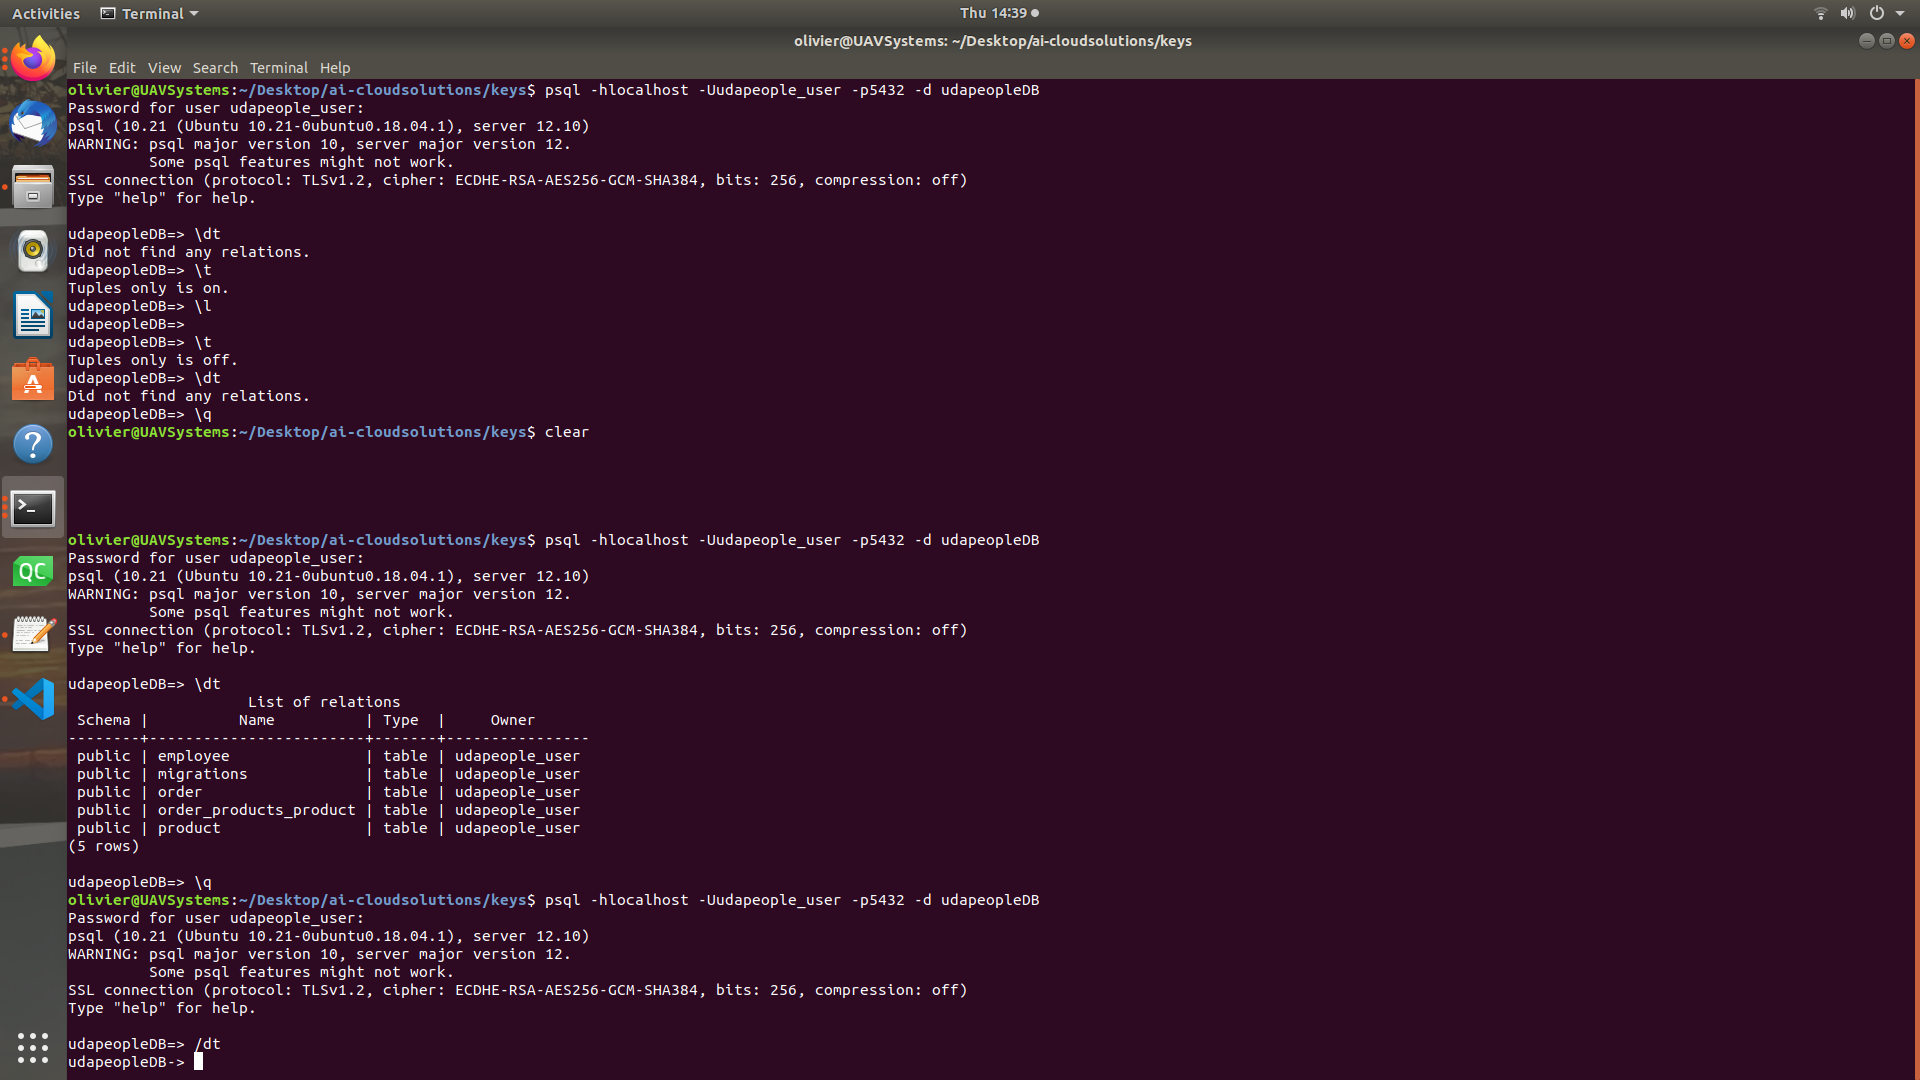 Activities Terminal Thu 14:39
olivier@UAVSystems: ~/Desktop/ai-cloudsolutions/keys
File Edit View Search Terminal Help
olivier@UAVSystems:~/Desktop/ai-cloudsolutions/keys$ psql -hlocalhost -Uudapeople_user -p5432 -d udapeopleDB
Password for user udapeople_user:
psql (10.21 (Ubuntu 10.21-0ubuntu0.18.04.1), server 12.10)
WARNING: psql major version 10, server major version 12.
         Some psql features might not work.
SSL connection (protocol: TLSv1.2, cipher: ECDHE-RSA-AES256-GCM-SHA384, bits: 256, compression: off)
Type "help" for help.
udapeopleDB=> \dt
Did not find any relations.
udapeopleDB=> \t
Tuples only is on.
udapeopleDB=> \l
udapeopleDB=>
udapeopleDB=> \t
Tuples only is off.
udapeopleDB=> \dt
Did not find any relations.
udapeopleDB=> \q
olivier@UAVSystems:~/Desktop/ai-cloudsolutions/keys$ clear
olivier@UAVSystems:~/Desktop/ai-cloudsolutions/keys$ psql -hlocalhost -Uudapeople_user -p5432 -d udapeopleDB
Password for user udapeople_user:
psql (10.21 (Ubuntu 10.21-0ubuntu0.18.04.1), server 12.10)
WARNING: psql major version 10, server major version 12.
         Some psql features might not work.
SSL connection (protocol: TLSv1.2, cipher: ECDHE-RSA-AES256-GCM-SHA384, bits: 256, compression: off)
Type "help" for help.
udapeopleDB=> \dt
                    List of relations
 Schema |          Name          | Type  |     Owner
--------+------------------------+-------+----------------
 public | employee               | table | udapeople_user
 public | migrations             | table | udapeople_user
 public | order                  | table | udapeople_user
 public | order_products_product | table | udapeople_user
 public | product                | table | udapeople_user
(5 rows)
udapeopleDB=> \q
olivier@UAVSystems:~/Desktop/ai-cloudsolutions/keys$ psql -hlocalhost -Uudapeople_user -p5432 -d udapeopleDB
Password for user udapeople_user:
psql (10.21 (Ubuntu 10.21-0ubuntu0.18.04.1), server 12.10)
WARNING: psql major version 10, server major version 12.
         Some psql features might not work.
SSL connection (protocol: TLSv1.2, cipher: ECDHE-RSA-AES256-GCM-SHA384, bits: 256, compression: off)
Type "help" for help.
udapeopleDB=> /dt
udapeopleDB->
A
?
>_
QC